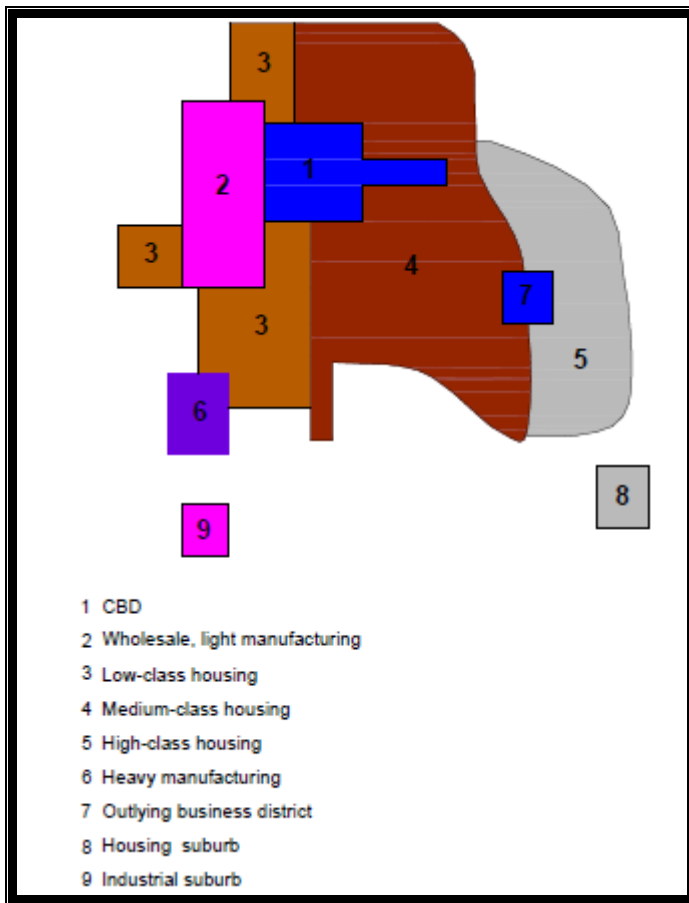 3
1
2
3
4
7
3
5
6
8
9
1 CBD
2 Wholesale, light manufacturing
3 Low-class housing
4 Medium-class housing
5 High-class housing
6 Heavy manufacturing
7 Outlying business district
8 Housing suburb
9 Industrial suburb